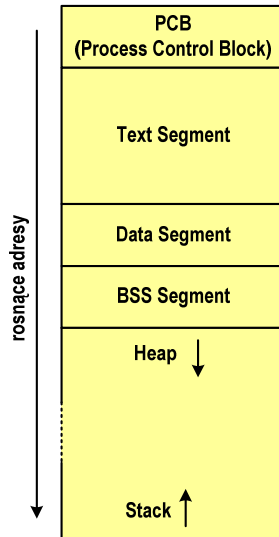 PCB
(Process Control Block)
Text Segment
Data Segment
BSS Segment
Heap
Stack
rosnące adresy